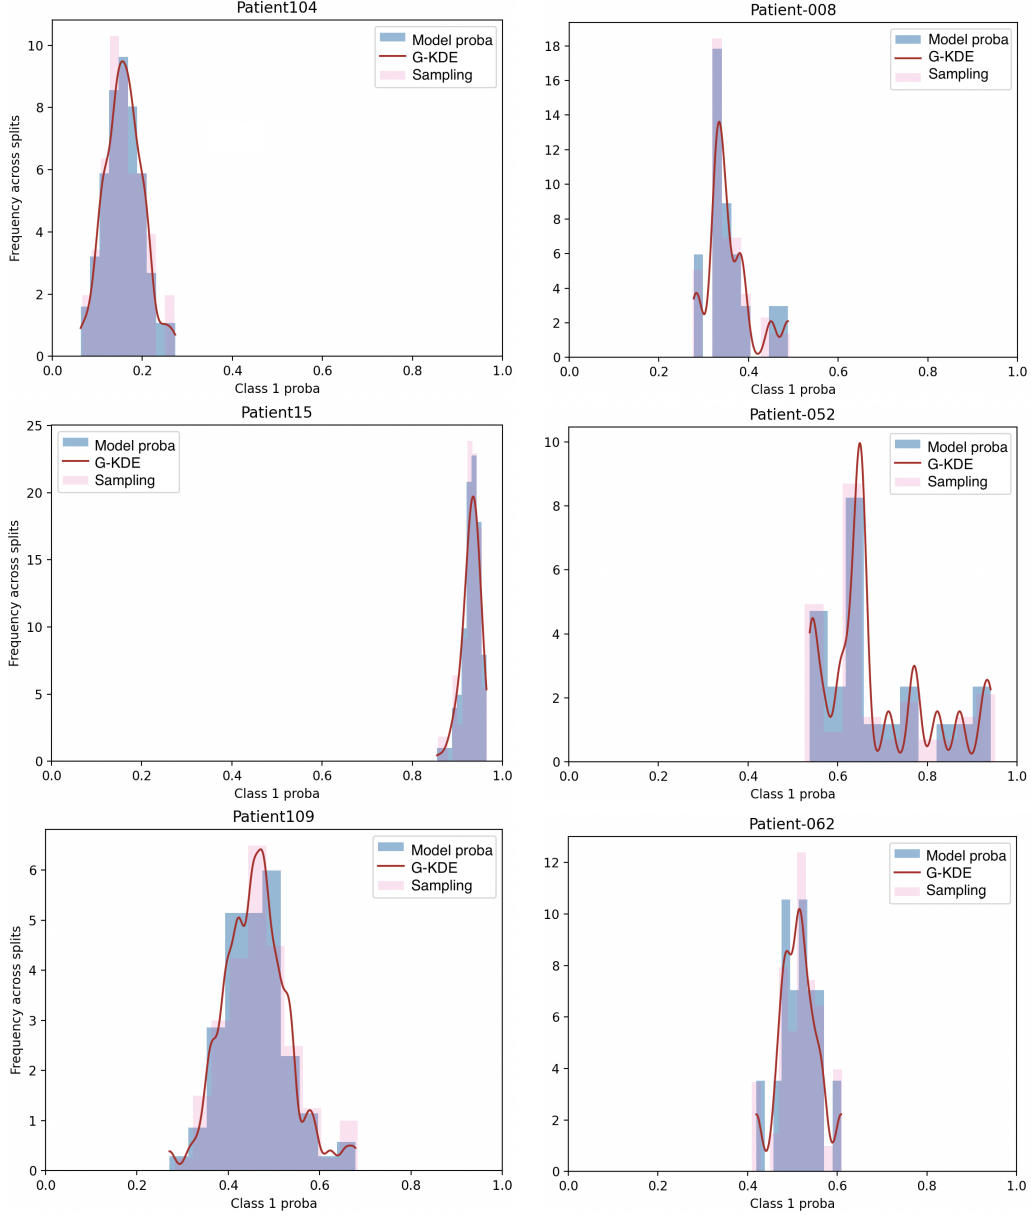 Patient104
Frequency across splits
10
8
6
4
2
0
Model proba
G-KDE
Sampling
0.0 0.2 0.4 0.6 0.8 1.0
Class 1 proba
Patient-008
18
16
14
12
10
8
6
4
2
0
Model proba
G-KDE
Sampling
0.0 0.2 0.4 0.6 0.8 1.0
Class 1 proba
Patient15
Frequency across splits
25
20
15
10
5
0
Model proba
G-KDE
Sampling
0.0 0.2 0.4 0.6 0.8 1.0
Class 1 proba
Patient-052
10
8
6
4
2
0
Model proba
G-KDE
Sampling
0.0 0.2 0.4 0.6 0.8 1.0
Class 1 proba
Patient109
Frequency across splits
6
5
4
3
2
1
0
Model proba
G-KDE
Sampling
0.0 0.2 0.4 0.6 0.8 1.0
Class 1 proba
Patient-062
12
10
8
6
4
2
0
Model proba
G-KDE
Sampling
0.0 0.2 0.4 0.6 0.8 1.0
Class 1 proba